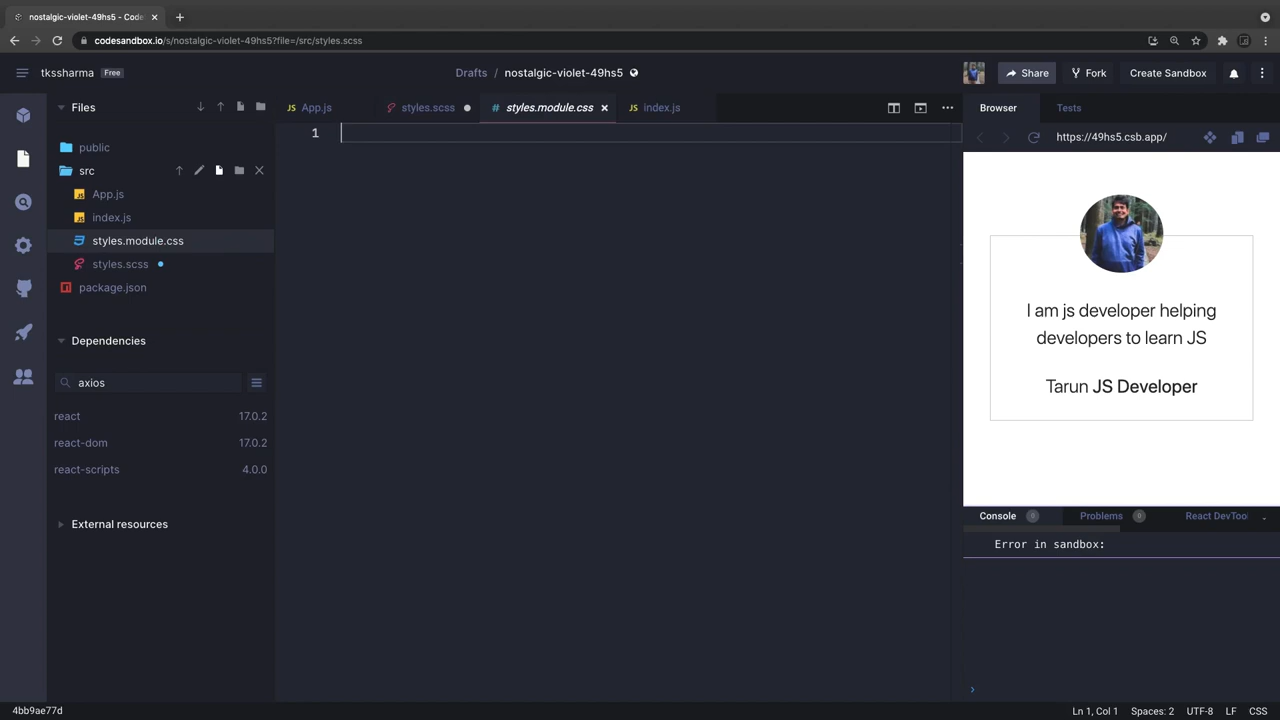 nostalgic-violet-49hs5 - Code
codesandbox.io/s/nostalgic-violet-49hs5?file=/src/styles.scss
tkssharma Free
Drafts / nostalgic-violet-49hs5
Share
Fork
Create Sandbox
Files
App.js
styles.scss
styles.module.css
index.js
Browser
Tests
https://49hs5.csb.app/
1
public
src
App.js
index.js
styles.module.css
styles.scss
package.json
Dependencies
axios
react 17.0.2
react-dom 17.0.2
react-scripts 4.0.0
External resources
I am js developer helping
developers to learn JS
Tarun JS Developer
Console 0
Problems 0
React DevTool
Error in sandbox:
4bb9ae77d
Ln 1, Col 1
Spaces: 2
UTF-8
LF
CSS